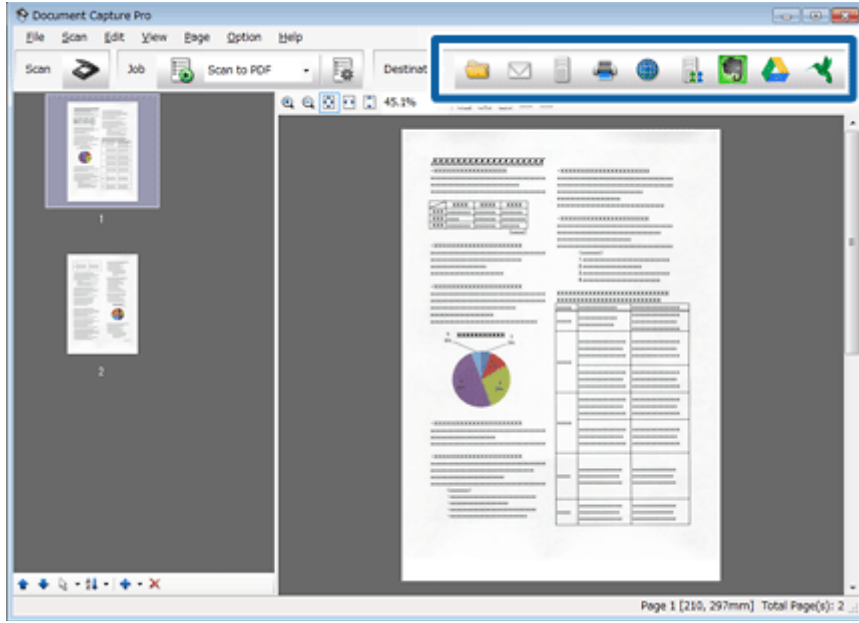 Document Capture Pro
File Scan Edit View Page Option Help
Scan Job Scan to PDF Destinat
45.1%
1
2
Page 1 [210, 297mm] Total Page(s): 2